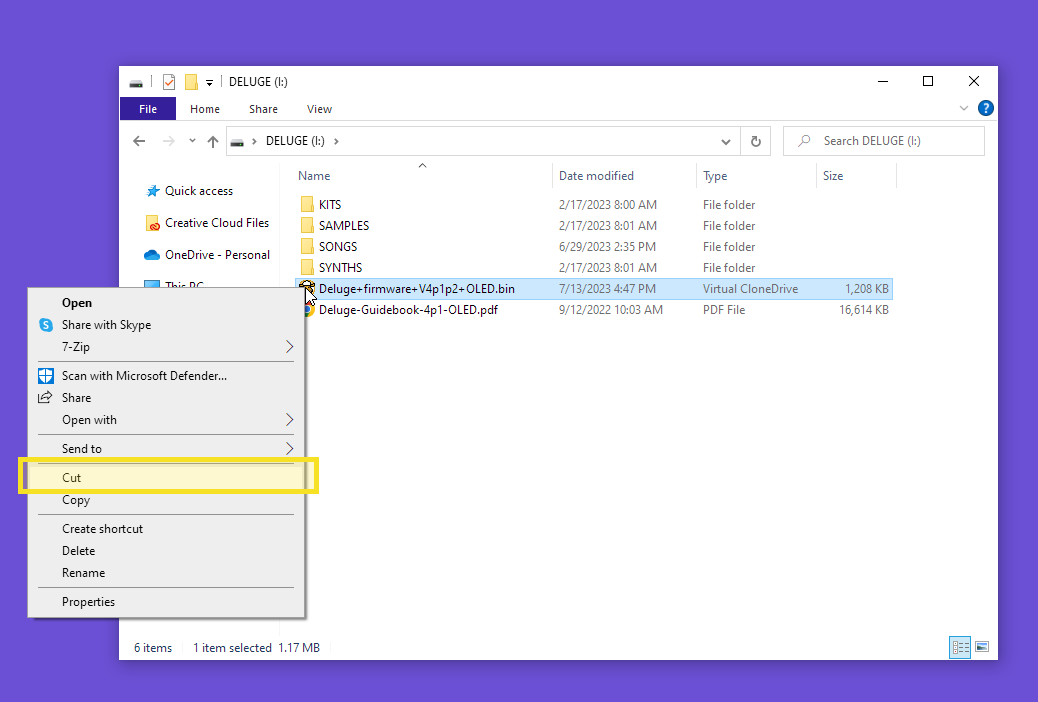 DELUGE (I:)
File Home Share View
DELUGE (I:)
Search DELUGE (I:)
Name Date modified Type Size
Quick access
Creative Cloud Files
OneDrive - Personal
This PC
KITS 2/17/2023 8:00 AM File folder
SAMPLES 2/17/2023 8:01 AM File folder
SONGS 6/29/2023 2:35 PM File folder
SYNTHS 2/17/2023 8:01 AM File folder
Deluge+firmware+V4p1p2+OLED.bin 7/13/2023 4:47 PM Virtual CloneDrive 1,208 KB
Deluge-Guidebook-4p1-OLED.pdf 9/12/2022 10:03 AM PDF File 16,614 KB
Open
Share with Skype
7-Zip
Scan with Microsoft Defender...
Share
Open with
Send to
Cut
Copy
Create shortcut
Delete
Rename
Properties
6 items 1 item selected 1.17 MB